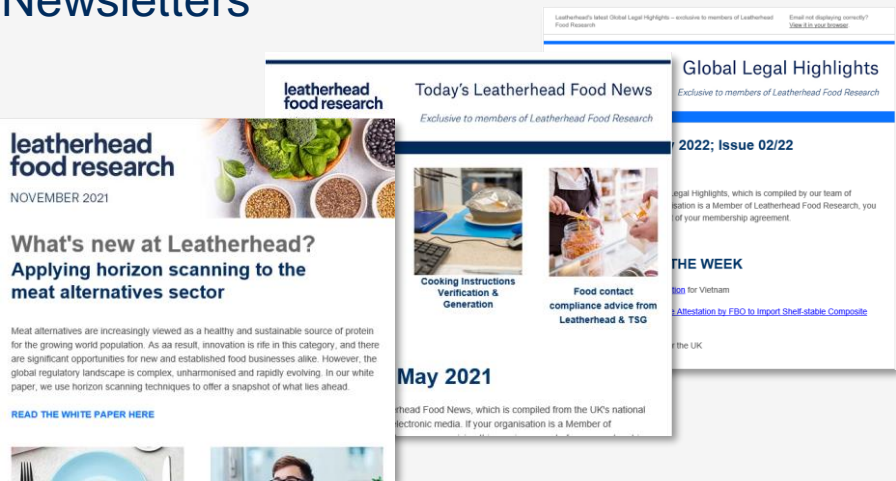 Newsletters
leatherhead
food research
NOVEMBER 2021
What's new at Leatherhead?
Applying horizon scanning to the
meat alternatives sector
Meat alternatives are increasingly viewed as a healthy and sustainable source of protein
for the growing world population. As aa result, innovation is rife in this category, and there
are significant opportunities for new and established food businesses alike. However, the
global regulatory landscape is complex, unharmonised and rapidly evolving. In our white
paper, we use horizon scanning techniques to offer a snapshot of what lies ahead.
READ THE WHITE PAPER HERE
leatherhead
food research
Today's Leatherhead Food News
Exclusive to members of Leatherhead Food Research
Cooking Instructions
Verification &
Generation
Food contact
compliance advice from
Leatherhead & TSG
May 2021
Food News, which is compiled from the UK's national
electronic media. If your organisation is a Member of
Leatherhead's latest Global Legal Highlights – exclusive to members of Leatherhead
Food Research
Email not displaying correctly?
View it in your browser.
Global Legal Highlights
Exclusive to members of Leatherhead Food Research
2022; Issue 02/22
Legal Highlights, which is compiled by our team of
is a Member of Leatherhead Food Research, you
of your membership agreement.
THE WEEK
for Vietnam
Attestation by FBO to Import Shelf-stable Composite
the UK